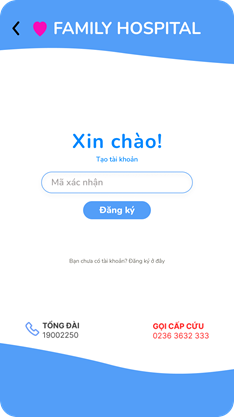 FAMILY HOSPITAL
Xin chào!
Tạo tài khoản
Mã xác nhận
Đăng ký
Bạn chưa có tài khoản? Đăng ký ở đây
TỔNG ĐÀI
19002250
GỌI CẤP CỨU
0236 3632 333